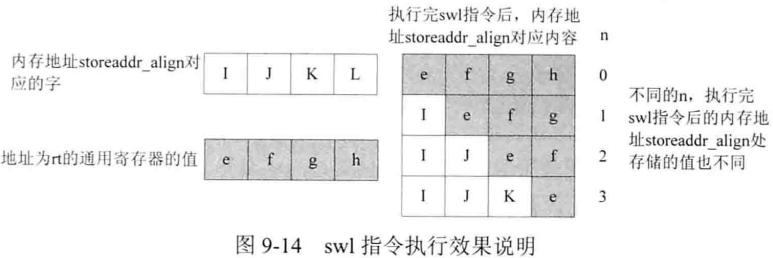 执行完swl指令后，内存地
址storeaddr_align对应内容
n
内存地址storeaddr_align对
应的字
I J K L
e f g h 0
I e f g 1
I J e f 2
I J K e 3
不同的n，执行完
swl指令后的内存地
址storeaddr_align处
存储的值也不同
地址为rt的通用寄存器的值
e f g h
图 9-14 swl 指令执行效果说明